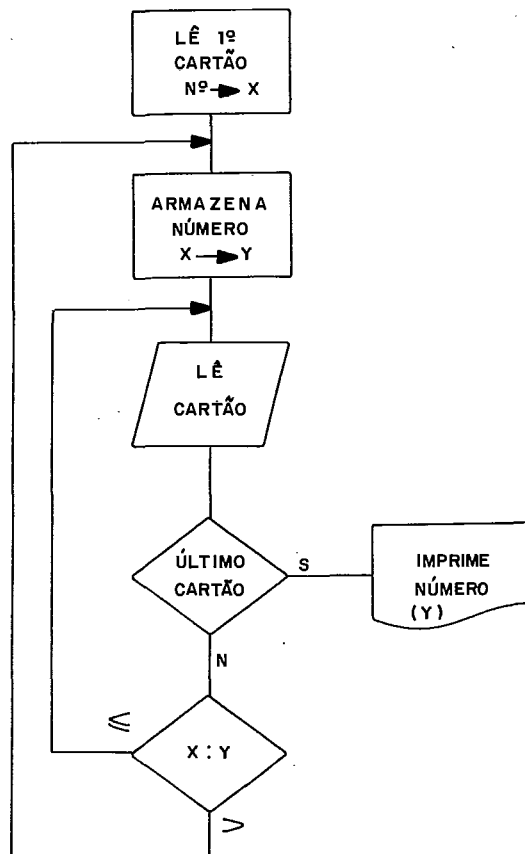 LÊ 1º
CARTÃO
Nº → X
ARMAZENA
NÚMERO
X → Y
LÊ
CARTÃO
ÚLTIMO
CARTÃO
S
IMPRIME
NÚMERO
(Y)
N
≤
X : Y
>